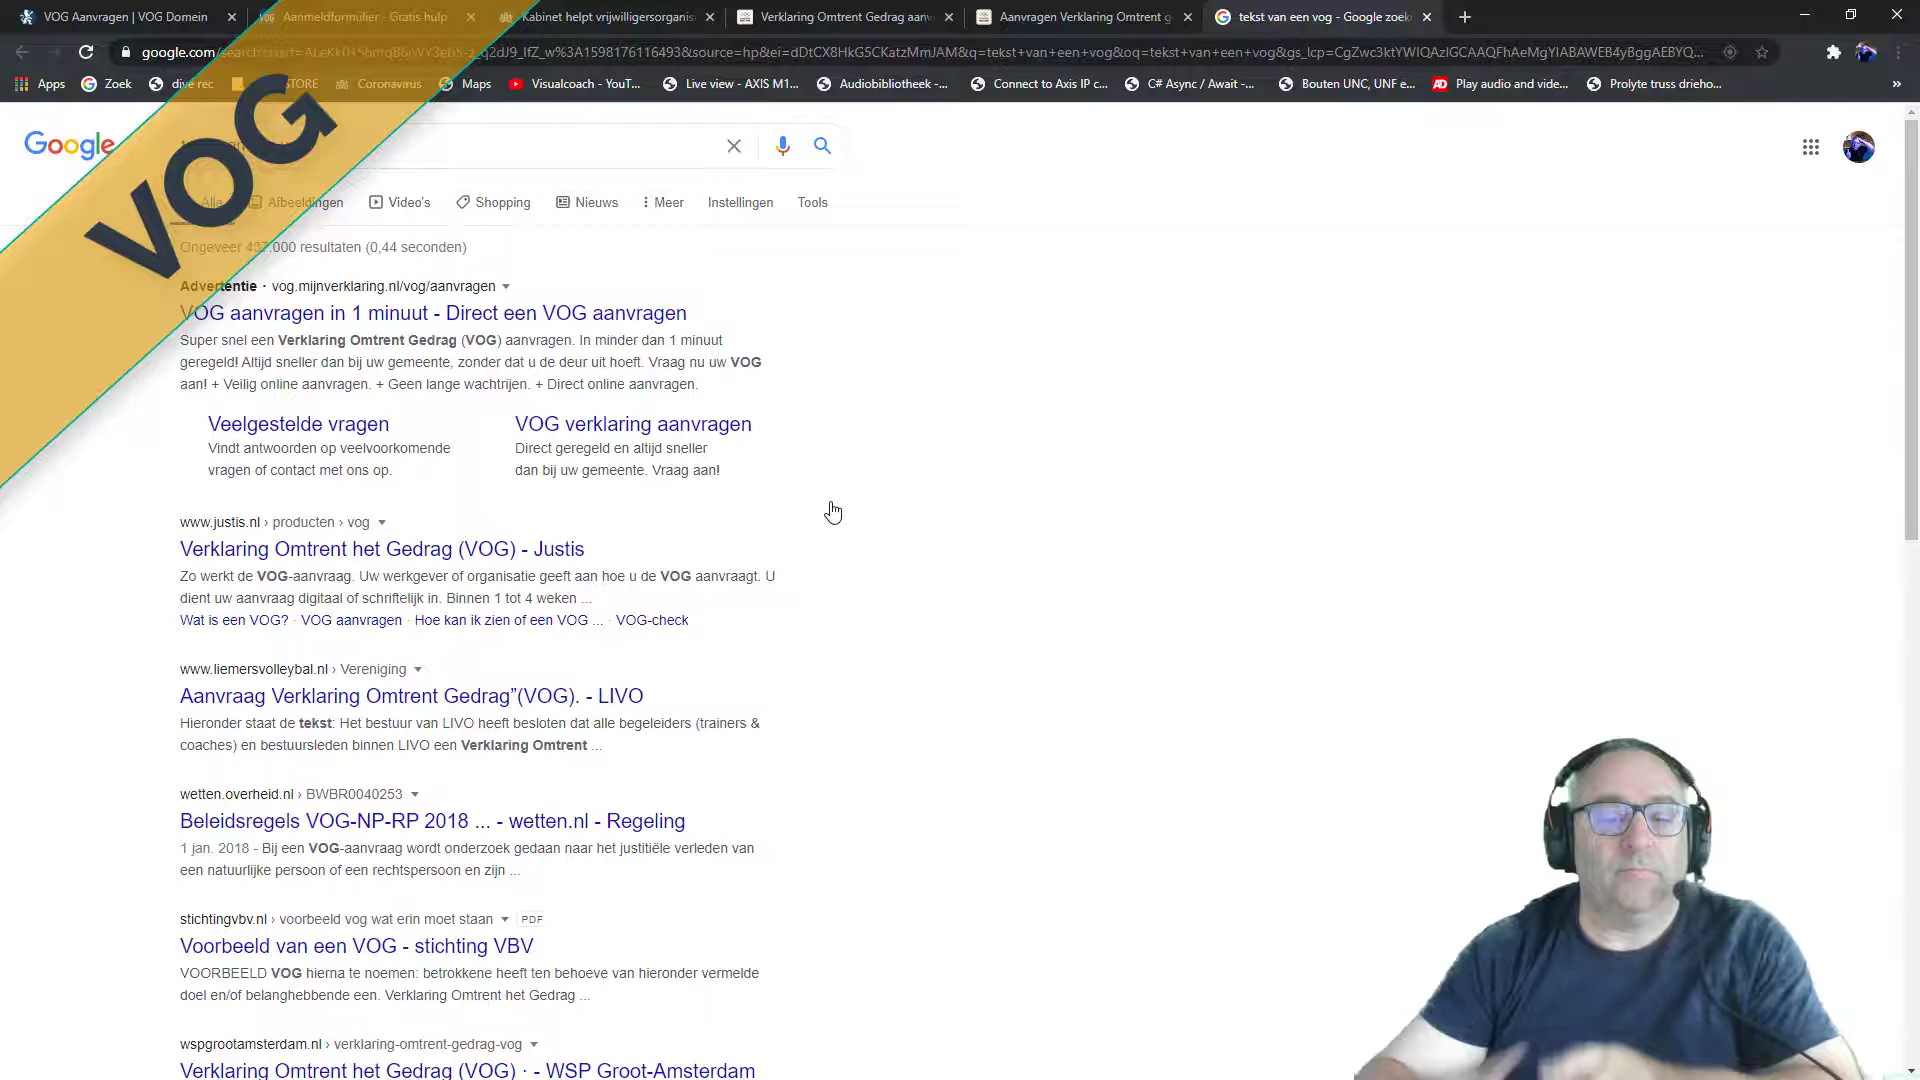 VOG Aanvragen | VOG Domein
Aanmeldformulier - Gratis hulp
Kabinet helpt vrijwilligersorganis
Verklaring Omtrent Gedrag aanv
Aanvragen Verklaring Omtrent g
tekst van een vog - Google zoek
Apps
Zoek
dive rec
STORE
Coronavirus
Maps
Visualcoach - YouT...
Live view - AXIS M1...
Audiobibliotheek -...
Connect to Axis IP c...
C# Async / Await -...
Bouten UNC, UNF e...
Play audio and vide...
Prolyte truss drieho...
»
VOG
Google
Alle
Afbeeldingen
Video's
Shopping
Nieuws
Meer
Instellingen
Tools
Ongeveer 437.000 resultaten (0,44 seconden)
Advertentie · vog.mijnverklaring.nl/vog/aanvragen
VOG aanvragen in 1 minuut - Direct een VOG aanvragen
Super snel een Verklaring Omtrent Gedrag (VOG) aanvragen. In minder dan 1 minuut
geregeld! Altijd sneller dan bij uw gemeente, zonder dat u de deur uit hoeft. Vraag nu uw VOG
aan! + Veilig online aanvragen. + Geen lange wachtrijen. + Direct online aanvragen.
Veelgestelde vragen
Vindt antwoorden op veelvoorkomende
vragen of contact met ons op.
VOG verklaring aanvragen
Direct geregeld en altijd sneller
dan bij uw gemeente. Vraag aan!
www.justis.nl › producten › vog
Verklaring Omtrent het Gedrag (VOG) - Justis
Zo werkt de VOG-aanvraag. Uw werkgever of organisatie geeft aan hoe u de VOG aanvraagt. U
dient uw aanvraag digitaal of schriftelijk in. Binnen 1 tot 4 weken ...
Wat is een VOG? · VOG aanvragen · Hoe kan ik zien of een VOG ... · VOG-check
www.liemersvolleybal.nl › Vereniging
Aanvraag Verklaring Omtrent Gedrag”(VOG). - LIVO
Hieronder staat de tekst: Het bestuur van LIVO heeft besloten dat alle begeleiders (trainers &
coaches) en bestuursleden binnen LIVO een Verklaring Omtrent ...
wetten.overheid.nl › BWBR0040253
Beleidsregels VOG-NP-RP 2018 ... - wetten.nl - Regeling
1 jan. 2018 - Bij een VOG-aanvraag wordt onderzoek gedaan naar het justitiële verleden van
een natuurlijke persoon of een rechtspersoon en zijn ...
stichtingvbv.nl › voorbeeld vog wat erin moet staan PDF
Voorbeeld van een VOG - stichting VBV
VOORBEELD VOG hierna te noemen: betrokkene heeft ten behoeve van hieronder vermelde
doel en/of belanghebbende een. Verklaring Omtrent het Gedrag ...
wspgrootamsterdam.nl › verklaring-omtrent-gedrag-vog
Verklaring Omtrent het Gedrag (VOG) · - WSP Groot-Amsterdam